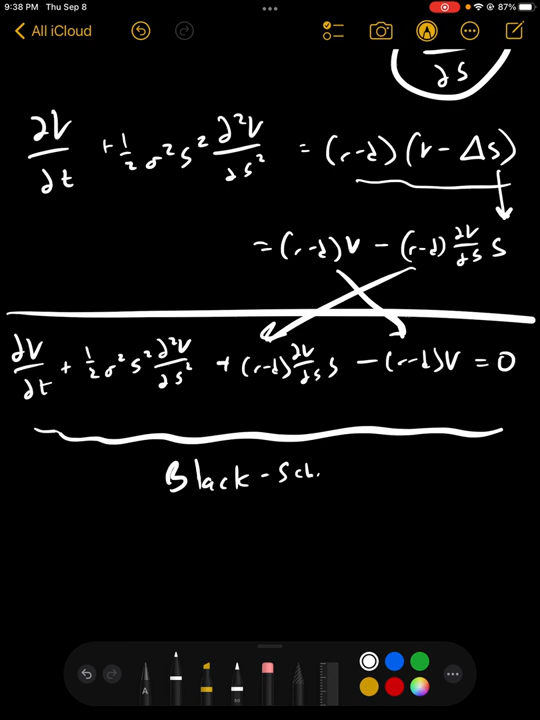 9:38 PM Thu Sep 8 87%
All iCloud
∂S
∂V/∂t + 1/2 σ²S² ∂²V/∂S² = (r-d)(V - ΔS)
= (r-d)V - (r-d) ∂V/∂S S
∂V/∂t + 1/2 σ²S² ∂²V/∂S² + (r-d) ∂V/∂S S - (r-d)V = 0
Black - Sch.
A